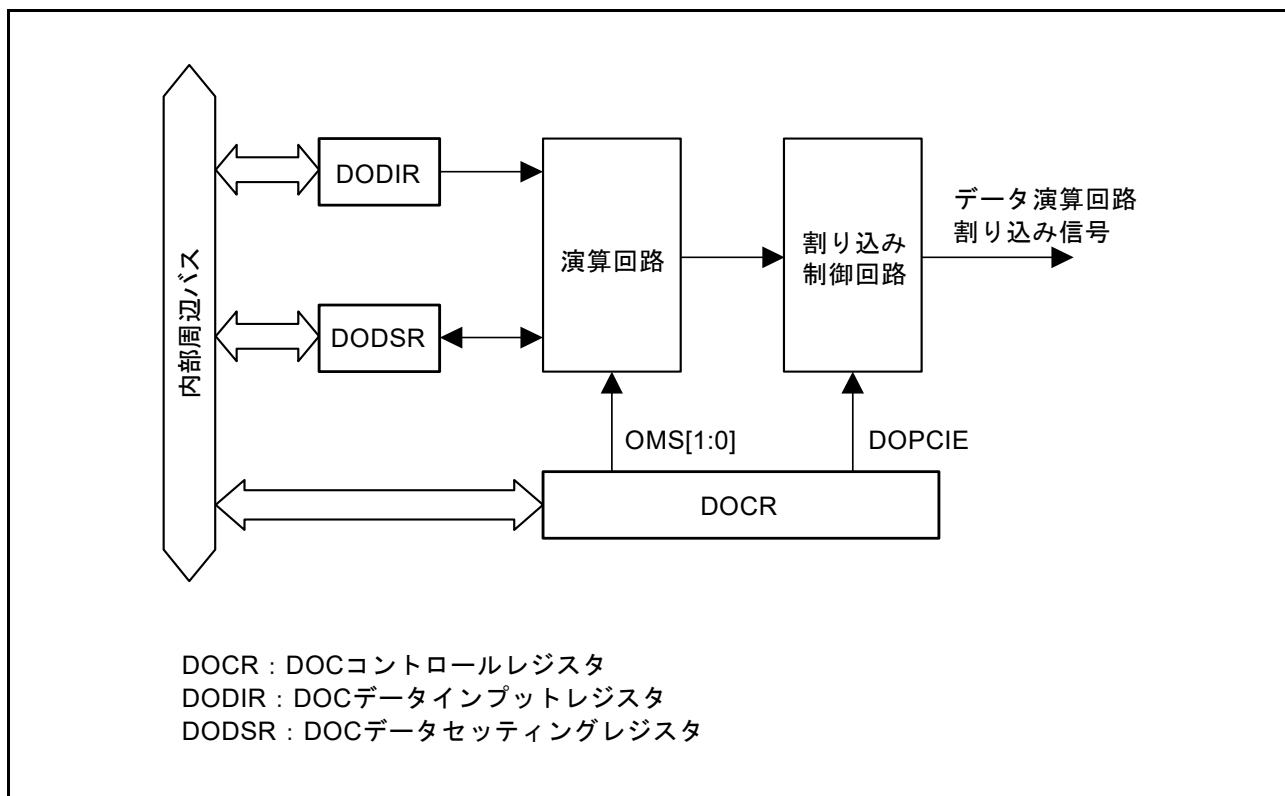 内部周辺バス
DODIR
DODSR
演算回路
割り込み
制御回路
データ演算回路
割り込み信号
OMS[1:0]
DOPCIE
DOCR
DOCR：DOCコントロールレジスタ
DODIR：DOCデータインプットレジスタ
DODSR：DOCデータセッティングレジスタ